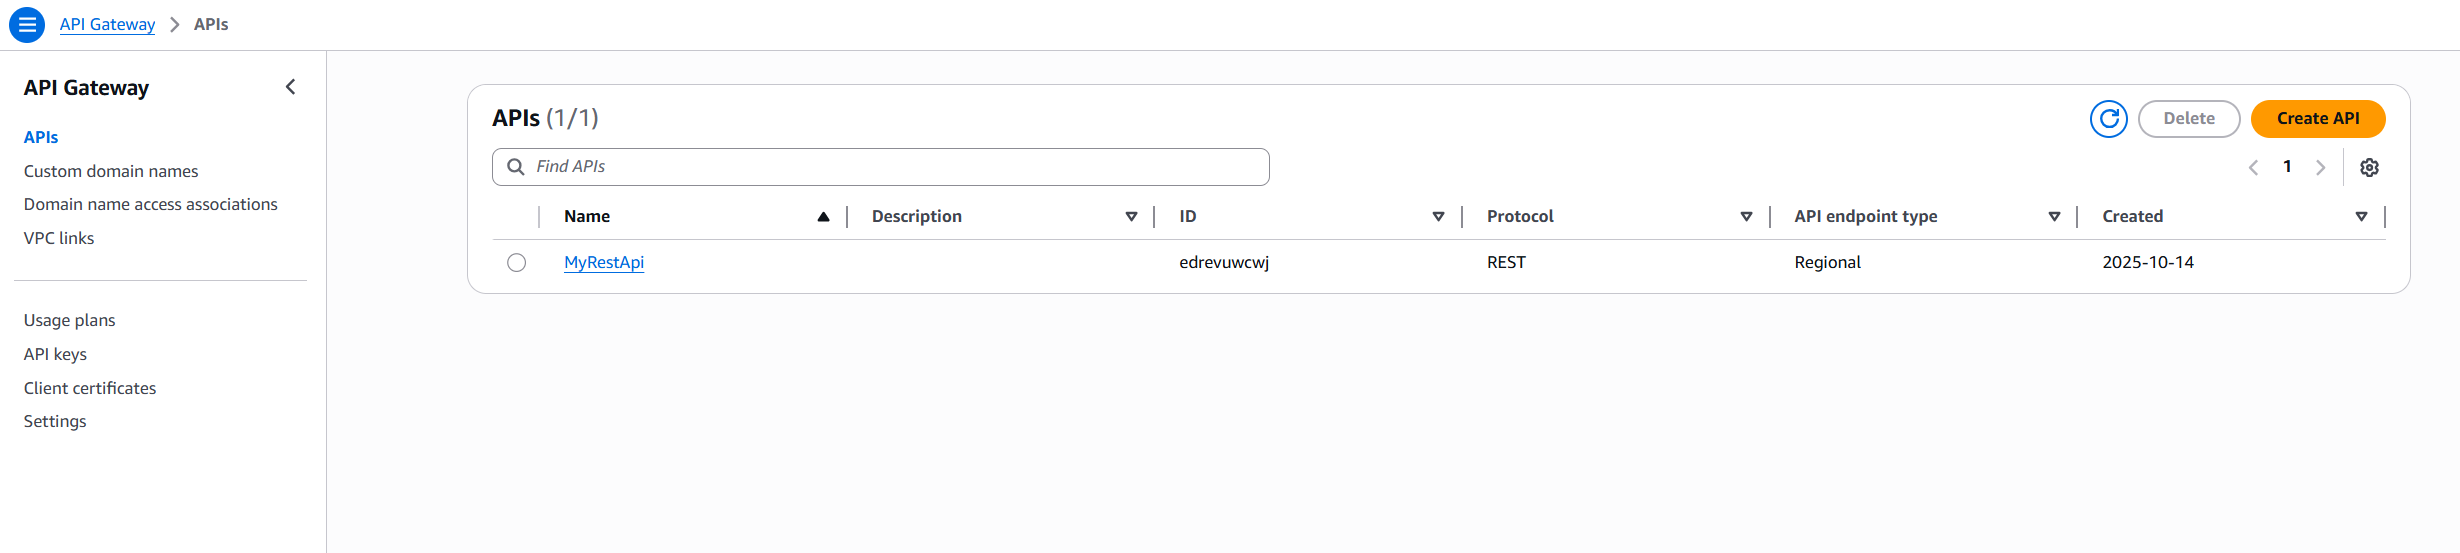 API Gateway > APIs
API Gateway
APIs
Custom domain names
Domain name access associations
VPC links
Usage plans
API keys
Client certificates
Settings
APIs (1/1)
Delete
Create API
Find APIs
1
Name Description ID Protocol API endpoint type Created
MyRestApi edrevuwcwj REST Regional 2025-10-14